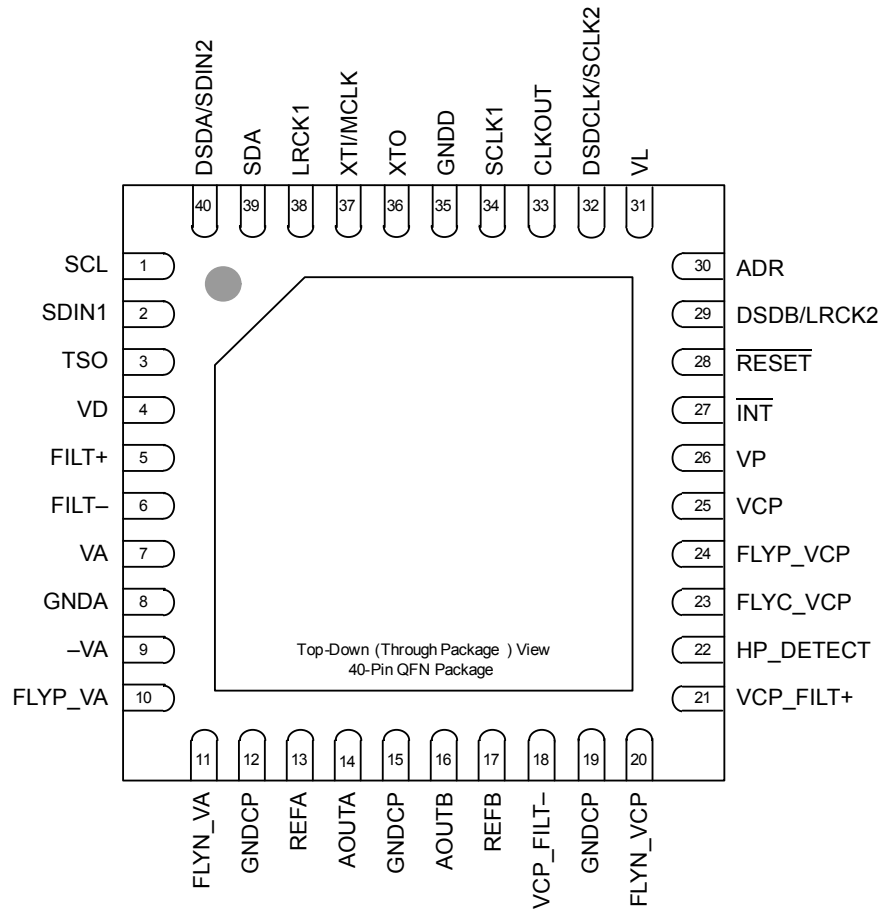 DSDA/SDIN2
SDA
LRCK1
XTI/MCLK
XTO
GNDD
SCLK1
CLKOUT
DSDCLK/SCLK2
VL
40
39
38
37
36
35
34
33
32
31
SCL 1
SDIN1 2
TSO 3
VD 4
FILT+ 5
FILT– 6
VA 7
GNDA 8
–VA 9
FLYP_VA 10
30 ADR
29 DSDB/LRCK2
28 RESET
27 INT
26 VP
25 VCP
24 FLYP_VCP
23 FLYC_VCP
22 HP_DETECT
21 VCP_FILT+
Top-Down (Through Package ) View
40-Pin QFN Package
11
12
13
14
15
16
17
18
19
20
FLYN_VA
GNDCP
REFA
AOUTA
GNDCP
AOUTB
REFB
VCP_FILT–
GNDCP
FLYN_VCP